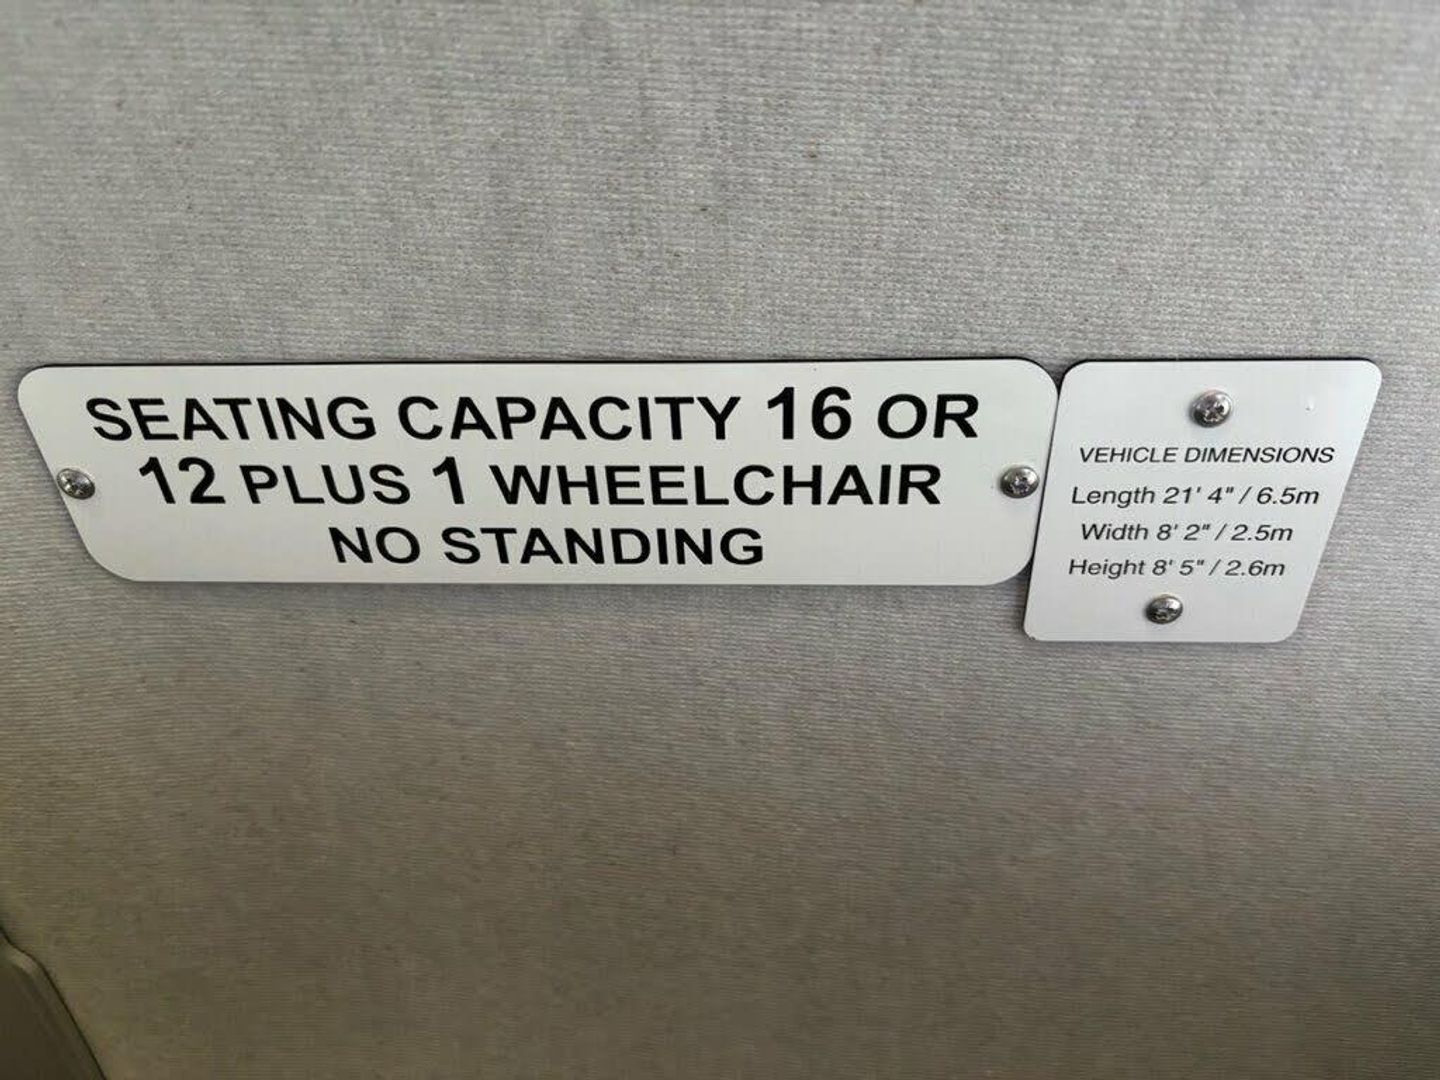 SEATING CAPACITY 16 OR
12 PLUS 1 WHEELCHAIR
NO STANDING
VEHICLE DIMENSIONS
Length 21' 4" / 6.5m
Width 8' 2" / 2.5m
Height 8' 5" / 2.6m